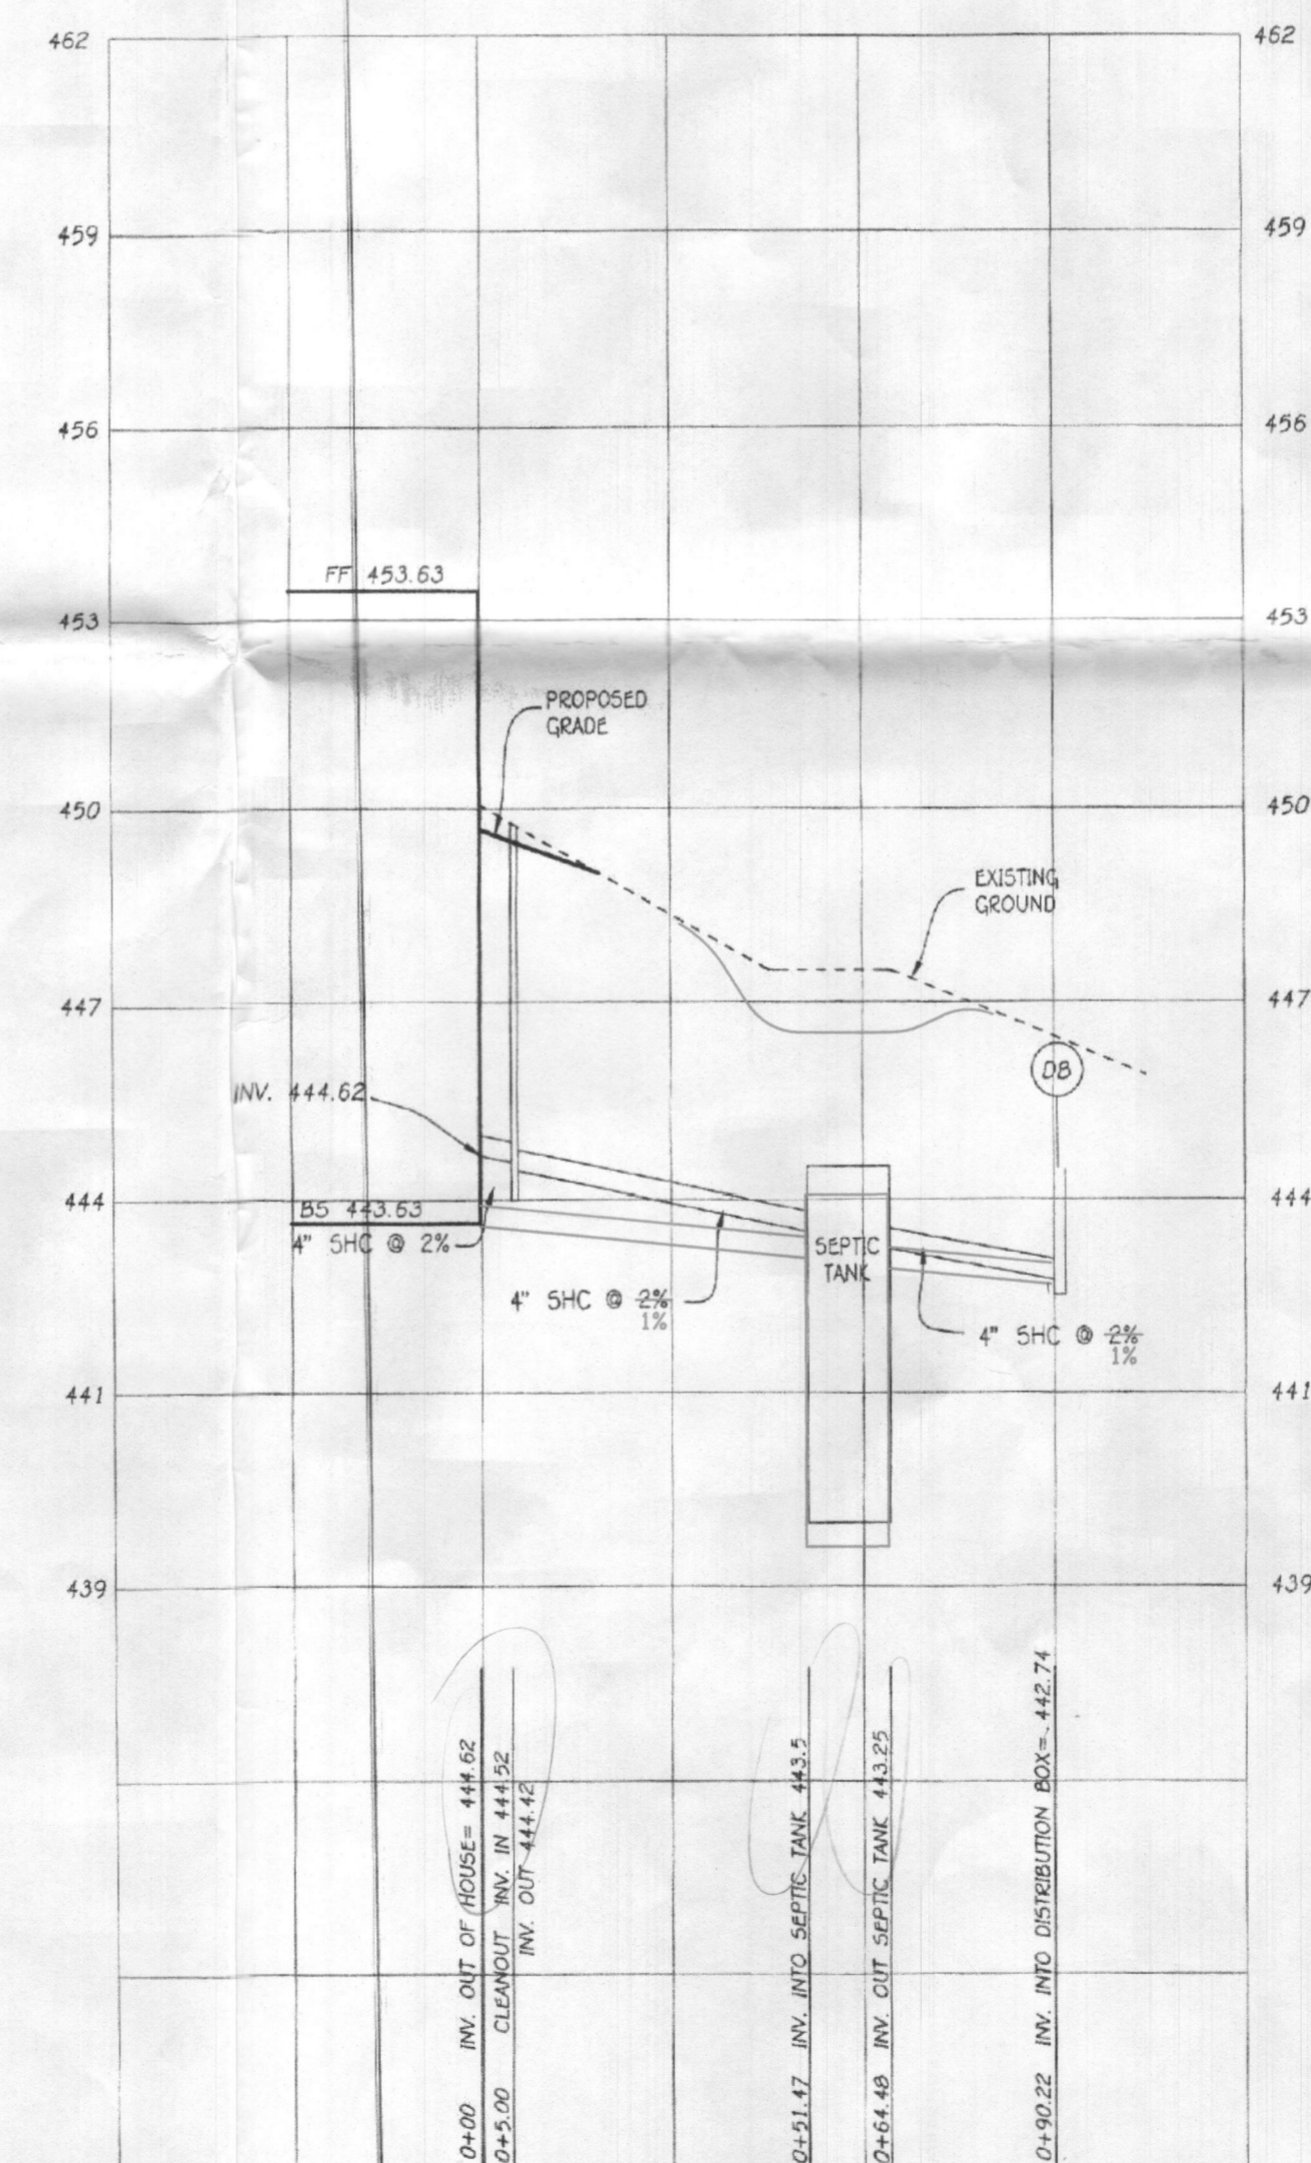 462
462
459
459
456
456
FF 453.63
453
453
PROPOSED
GRADE
450
450
EXISTING
GROUND
447
447
DB
INV. 444.62
444
444
BS 443.63
4" SHC @ 2%
SEPTIC
TANK
4" SHC @ 2%
1%
4" SHC @ 2%
1%
441
441
439
439
0+00 INV. OUT OF HOUSE= 444.62
0+5.00 CLEANOUT INV. IN 444.52
INV. OUT 444.42
0+51.47 INV. INTO SEPTIC TANK 443.5
0+64.48 INV. OUT SEPTIC TANK 443.25
0+90.22 INV. INTO DISTRIBUTION BOX= 442.74